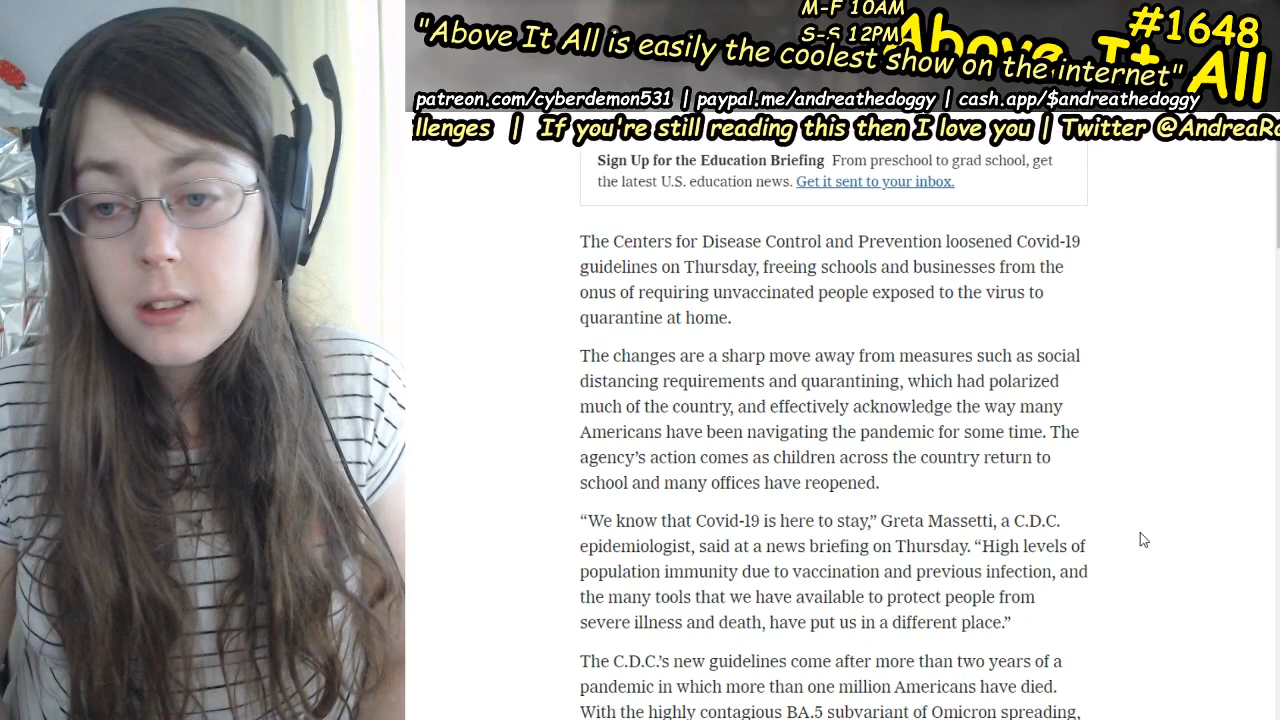 M-F 10AM
S-S 12PM
#1648
Above It All
"Above It All is easily the coolest show on the internet"
patreon.com/cyberdemon531 | paypal.me/andreathedoggy | cash.app/$andreathedoggy
llenges | If you're still reading this then I love you | Twitter @AndreaRo
Sign Up for the Education Briefing From preschool to grad school, get
the latest U.S. education news. Get it sent to your inbox.
The Centers for Disease Control and Prevention loosened Covid-19
guidelines on Thursday, freeing schools and businesses from the
onus of requiring unvaccinated people exposed to the virus to
quarantine at home.
The changes are a sharp move away from measures such as social
distancing requirements and quarantining, which had polarized
much of the country, and effectively acknowledge the way many
Americans have been navigating the pandemic for some time. The
agency’s action comes as children across the country return to
school and many offices have reopened.
“We know that Covid-19 is here to stay,” Greta Massetti, a C.D.C.
epidemiologist, said at a news briefing on Thursday. “High levels of
population immunity due to vaccination and previous infection, and
the many tools that we have available to protect people from
severe illness and death, have put us in a different place.”
The C.D.C.’s new guidelines come after more than two years of a
pandemic in which more than one million Americans have died.
With the highly contagious BA.5 subvariant of Omicron spreading,